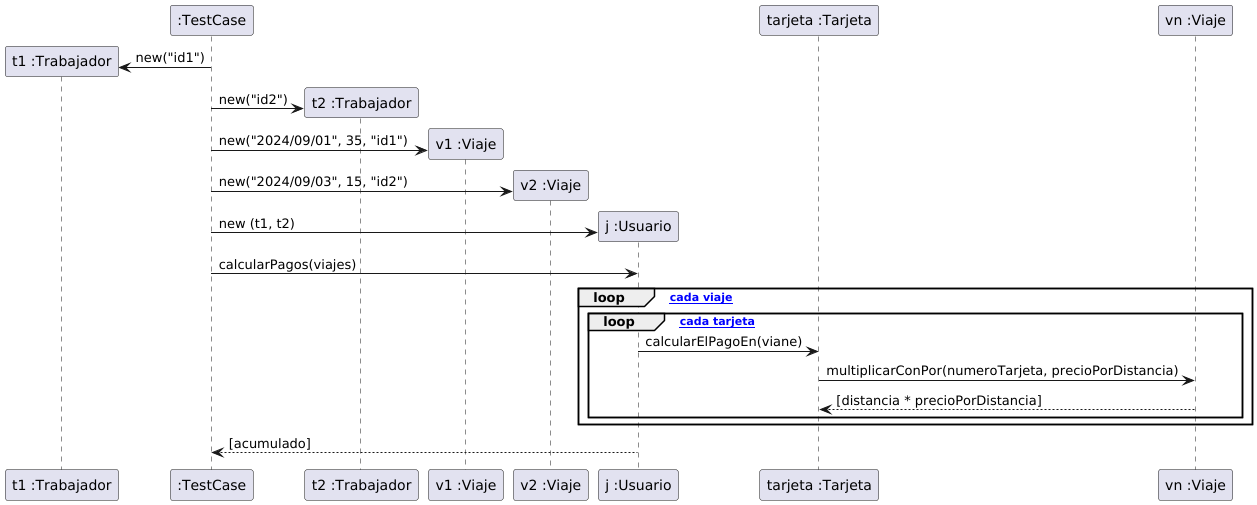 :TestCase
tarjeta :Tarjeta
vn :Viaje
t1 :Trabajador
new("id1")
new("id2")
t2 :Trabajador
new("2024/09/01", 35, "id1")
v1 :Viaje
new("2024/09/03", 15, "id2")
v2 :Viaje
new (t1, t2)
j :Usuario
calcularPagos(viajes)
loop
cada viaje
loop
cada tarjeta
calcularElPagoEn(viane)
multiplicarConPor(numeroTarjeta, precioPorDistancia)
[distancia * precioPorDistancia]
[acumulado]
t1 :Trabajador
:TestCase
t2 :Trabajador
v1 :Viaje
v2 :Viaje
j :Usuario
tarjeta :Tarjeta
vn :Viaje